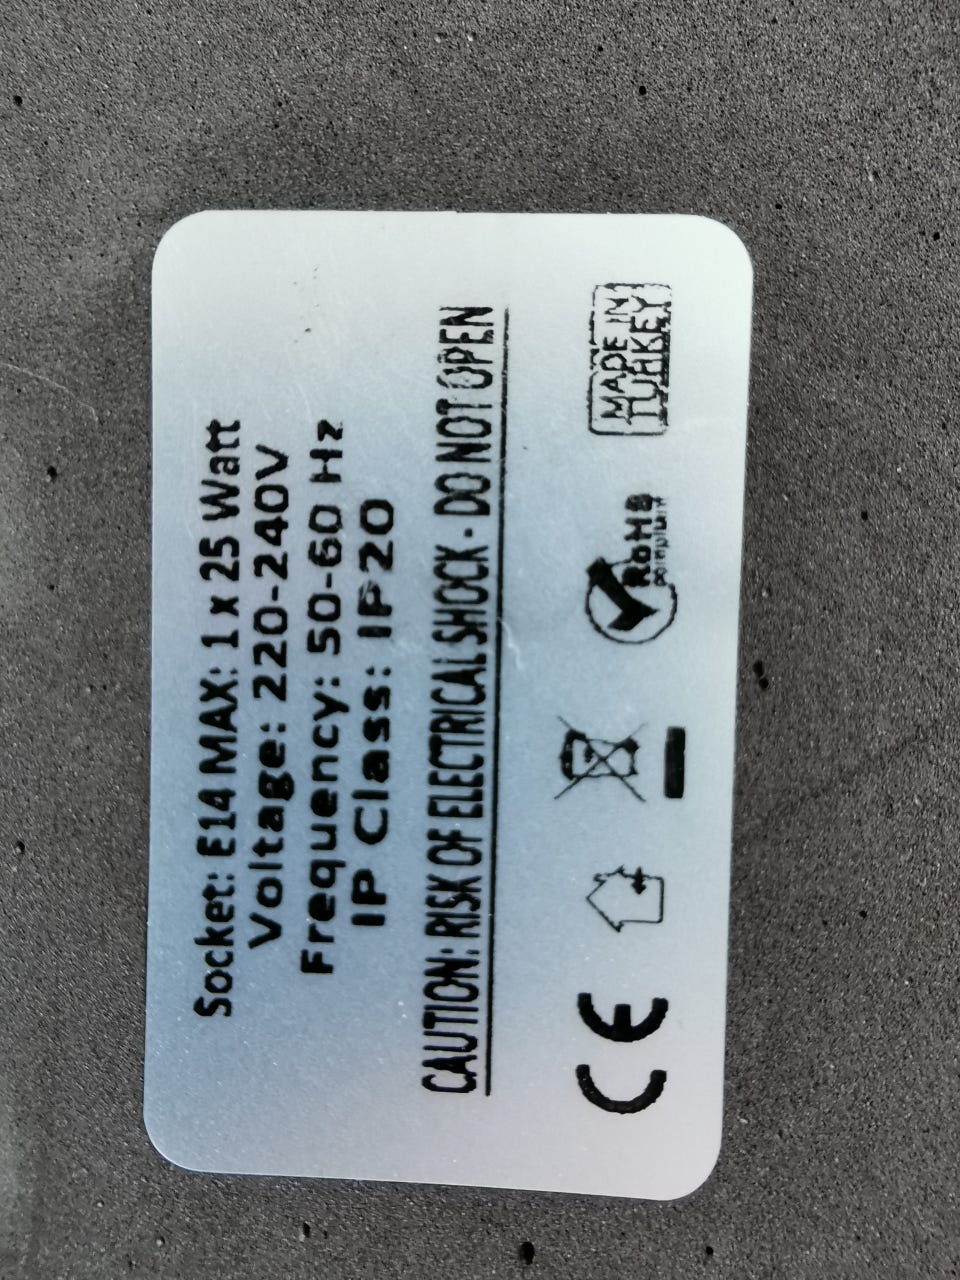 Socket: E14 MAX: 1 x 25 Watt
Voltage: 220-240V
Frequency: 50-60 Hz
IP Class: IP20
CAUTION: RISK OF ELECTRICAL SHOCK - DO NOT OPEN
CE
RoHS
compliant
MADE IN
TURKEY